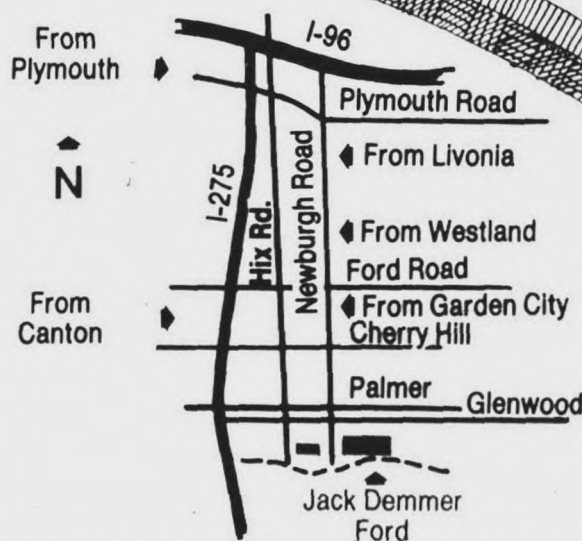 From
Plymouth
I-96
Plymouth Road
N
From Livonia
I-275
Hix Rd.
Newburgh Road
From Westland
Ford Road
From
Canton
From Garden City
Cherry Hill
Palmer
Glenwood
Jack Demmer
Ford